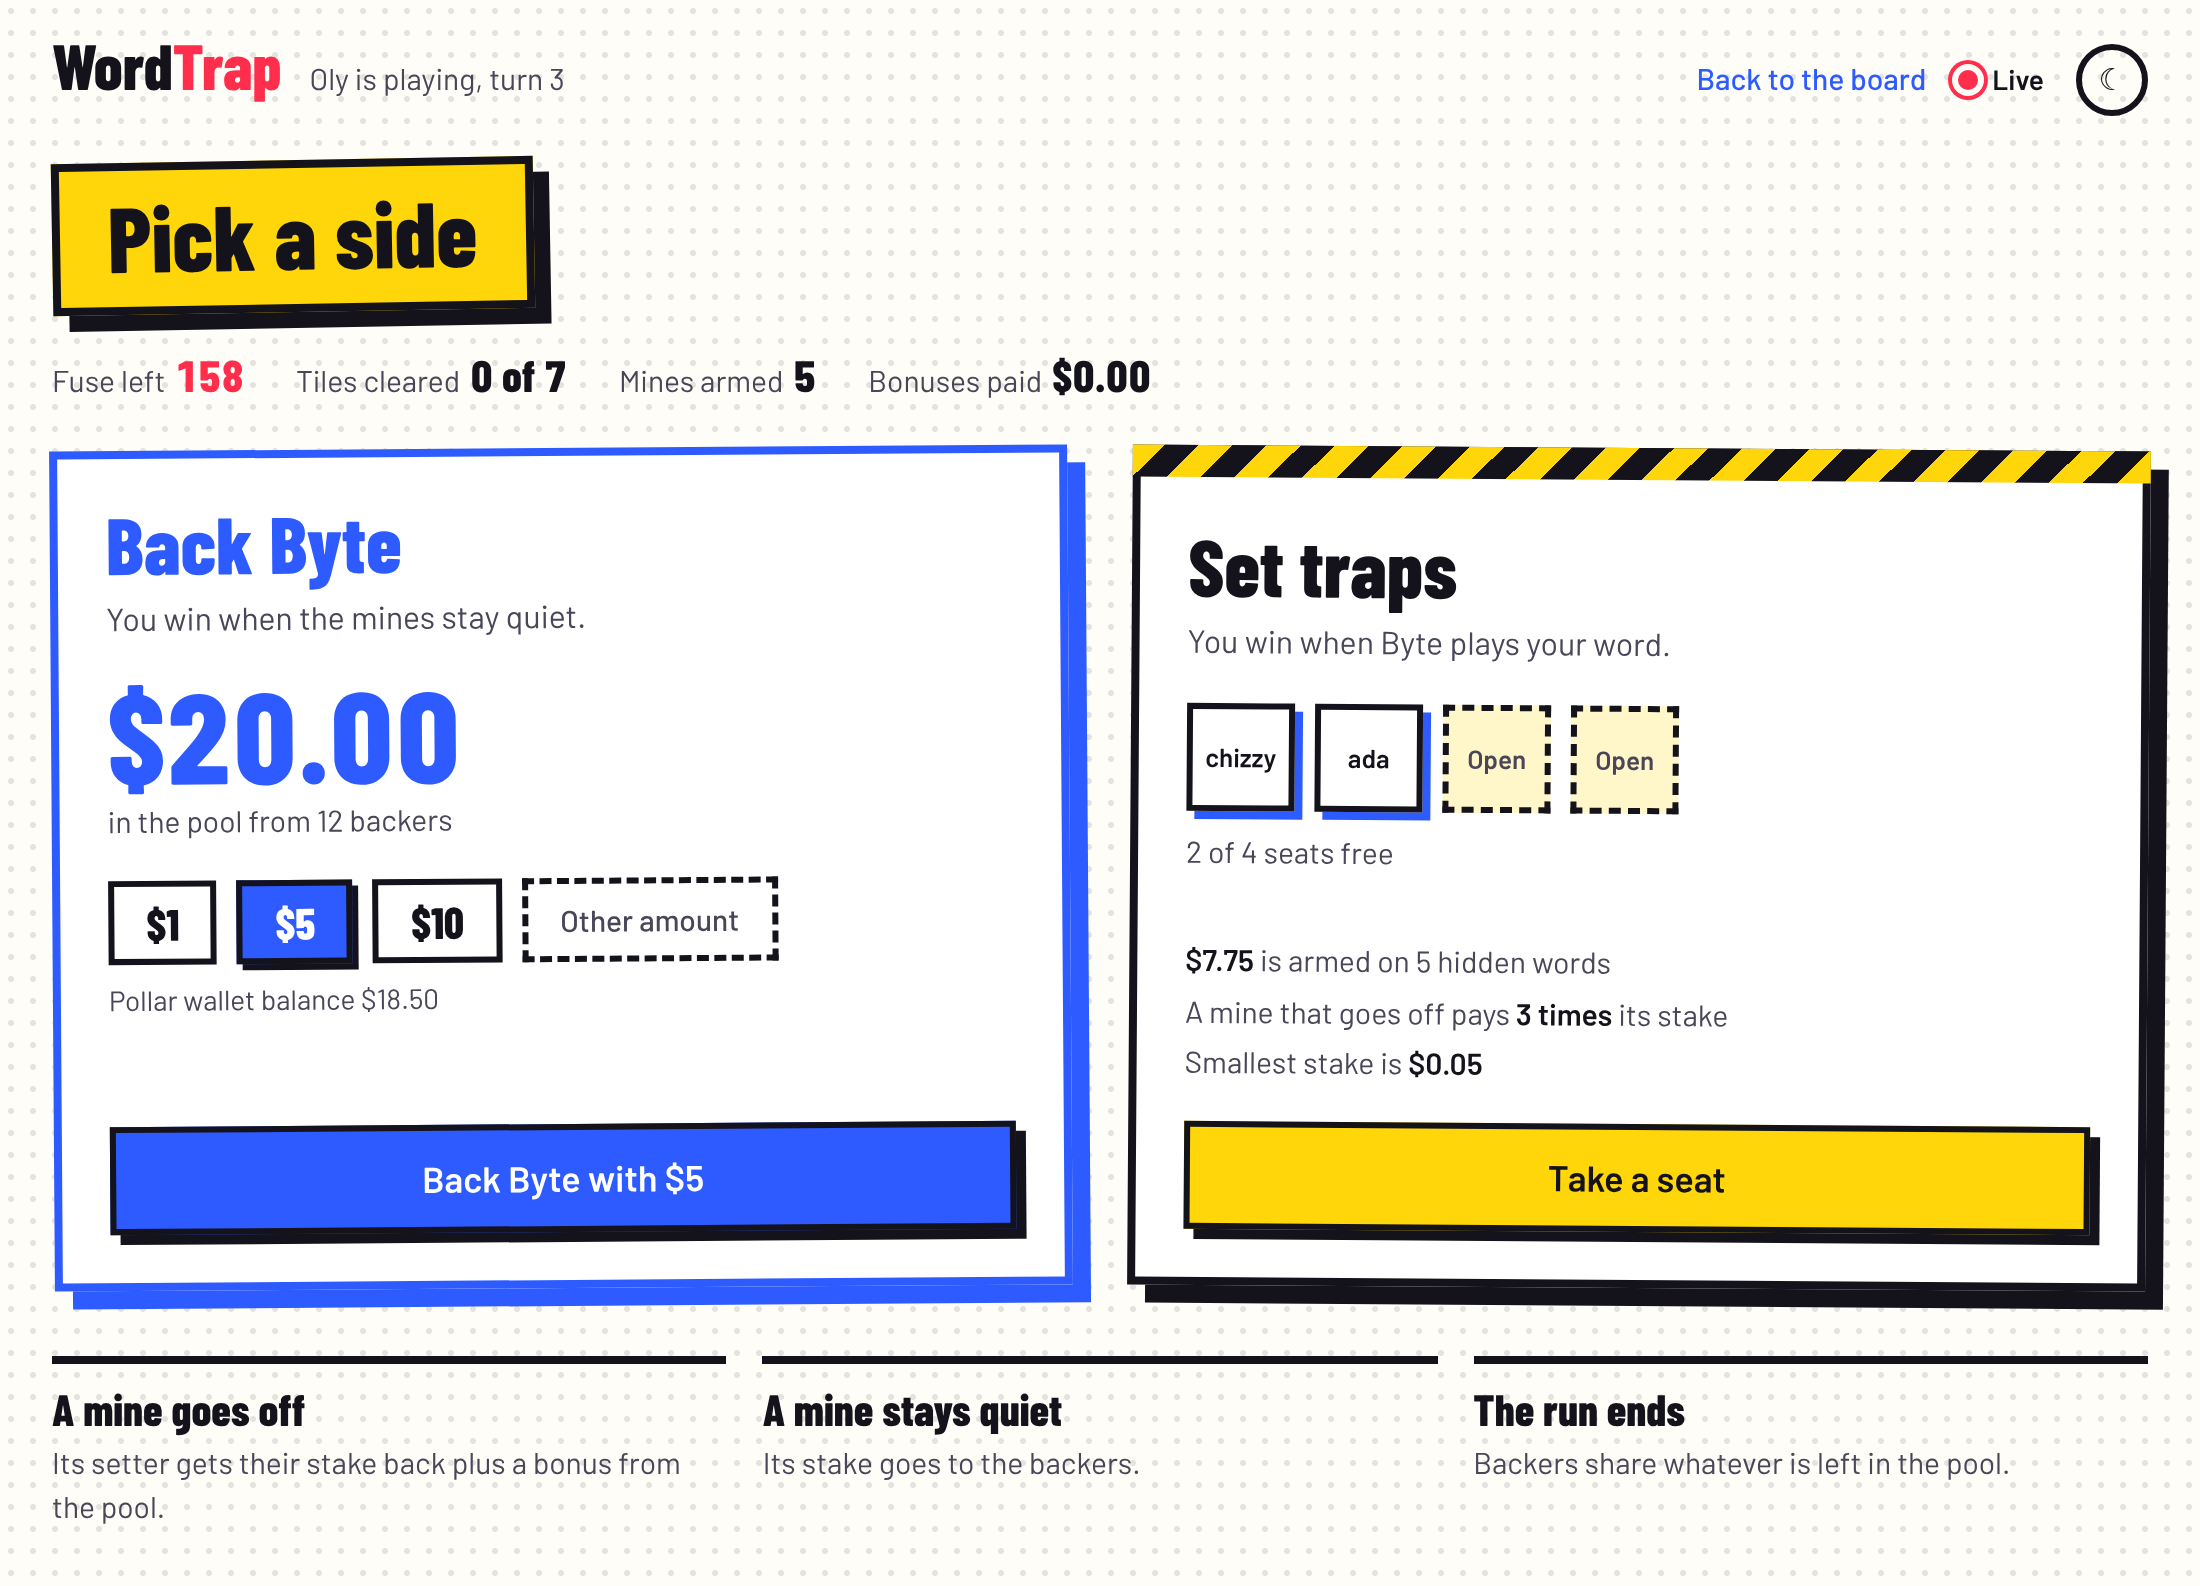 WordTrap Oly is playing, turn 3
Back to the board Live
Pick a side
Fuse left 158 Tiles cleared 0 of 7 Mines armed 5 Bonuses paid $0.00
Back Byte
You win when the mines stay quiet.
$20.00
in the pool from 12 backers
$1 $5 $10 Other amount
Pollar wallet balance $18.50
Back Byte with $5
Set traps
You win when Byte plays your word.
chizzy ada Open Open
2 of 4 seats free
$7.75 is armed on 5 hidden words
A mine that goes off pays 3 times its stake
Smallest stake is $0.05
Take a seat
A mine goes off
Its setter gets their stake back plus a bonus from
the pool.
A mine stays quiet
Its stake goes to the backers.
The run ends
Backers share whatever is left in the pool.